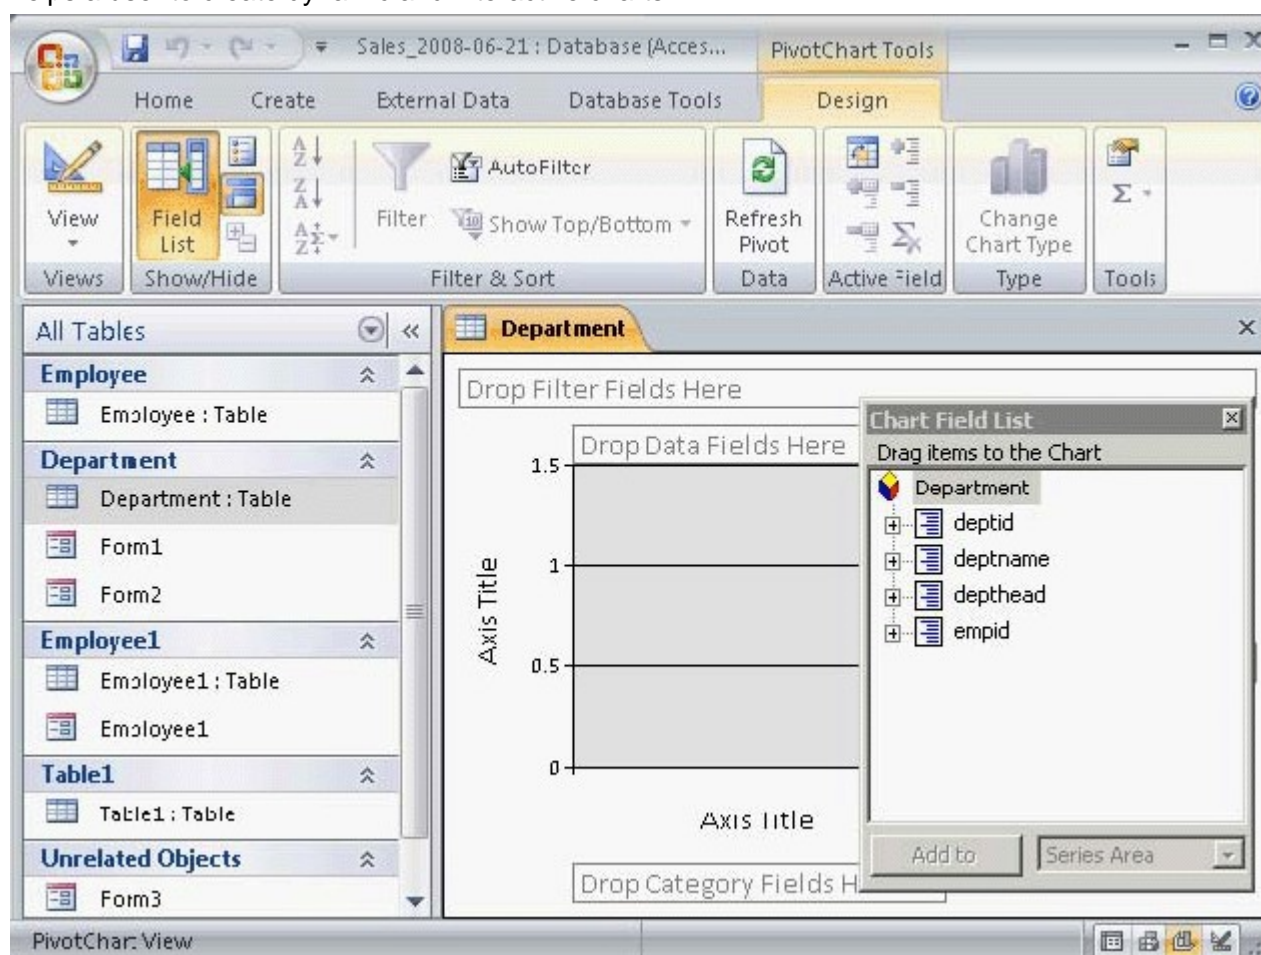 Sales_2008-06-21 : Database (Acces...
PivotChart Tools
Home
Create
External Data
Database Tools
Design
View
Field
List
AutoFilter
Filter
Show Top/Bottom
Refresh
Pivot
Change
Chart Type
Views
Show/Hide
Filter & Sort
Data
Active Field
Type
Tools
All Tables
Employee
Employee : Table
Department
Department : Table
Form1
Form2
Employee1
Employee1 : Table
Employee1
Table1
Table1 : Table
Unrelated Objects
Form3
Department
Drop Filter Fields Here
Drop Data Fields Here
1.5
1
0.5
0
Axis Title
Axis Title
Drop Category Fields H
Chart Field List
Drag items to the Chart
Department
deptid
deptname
depthead
empid
Add to
Series Area
PivotChart View